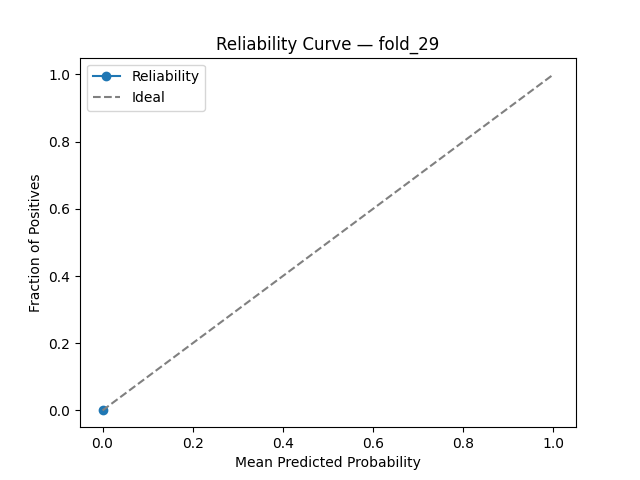 Reliability Curve — fold_29
Reliability
Ideal
Fraction of Positives
1.0
0.8
0.6
0.4
0.2
0.0
0.0 0.2 0.4 0.6 0.8 1.0
Mean Predicted Probability